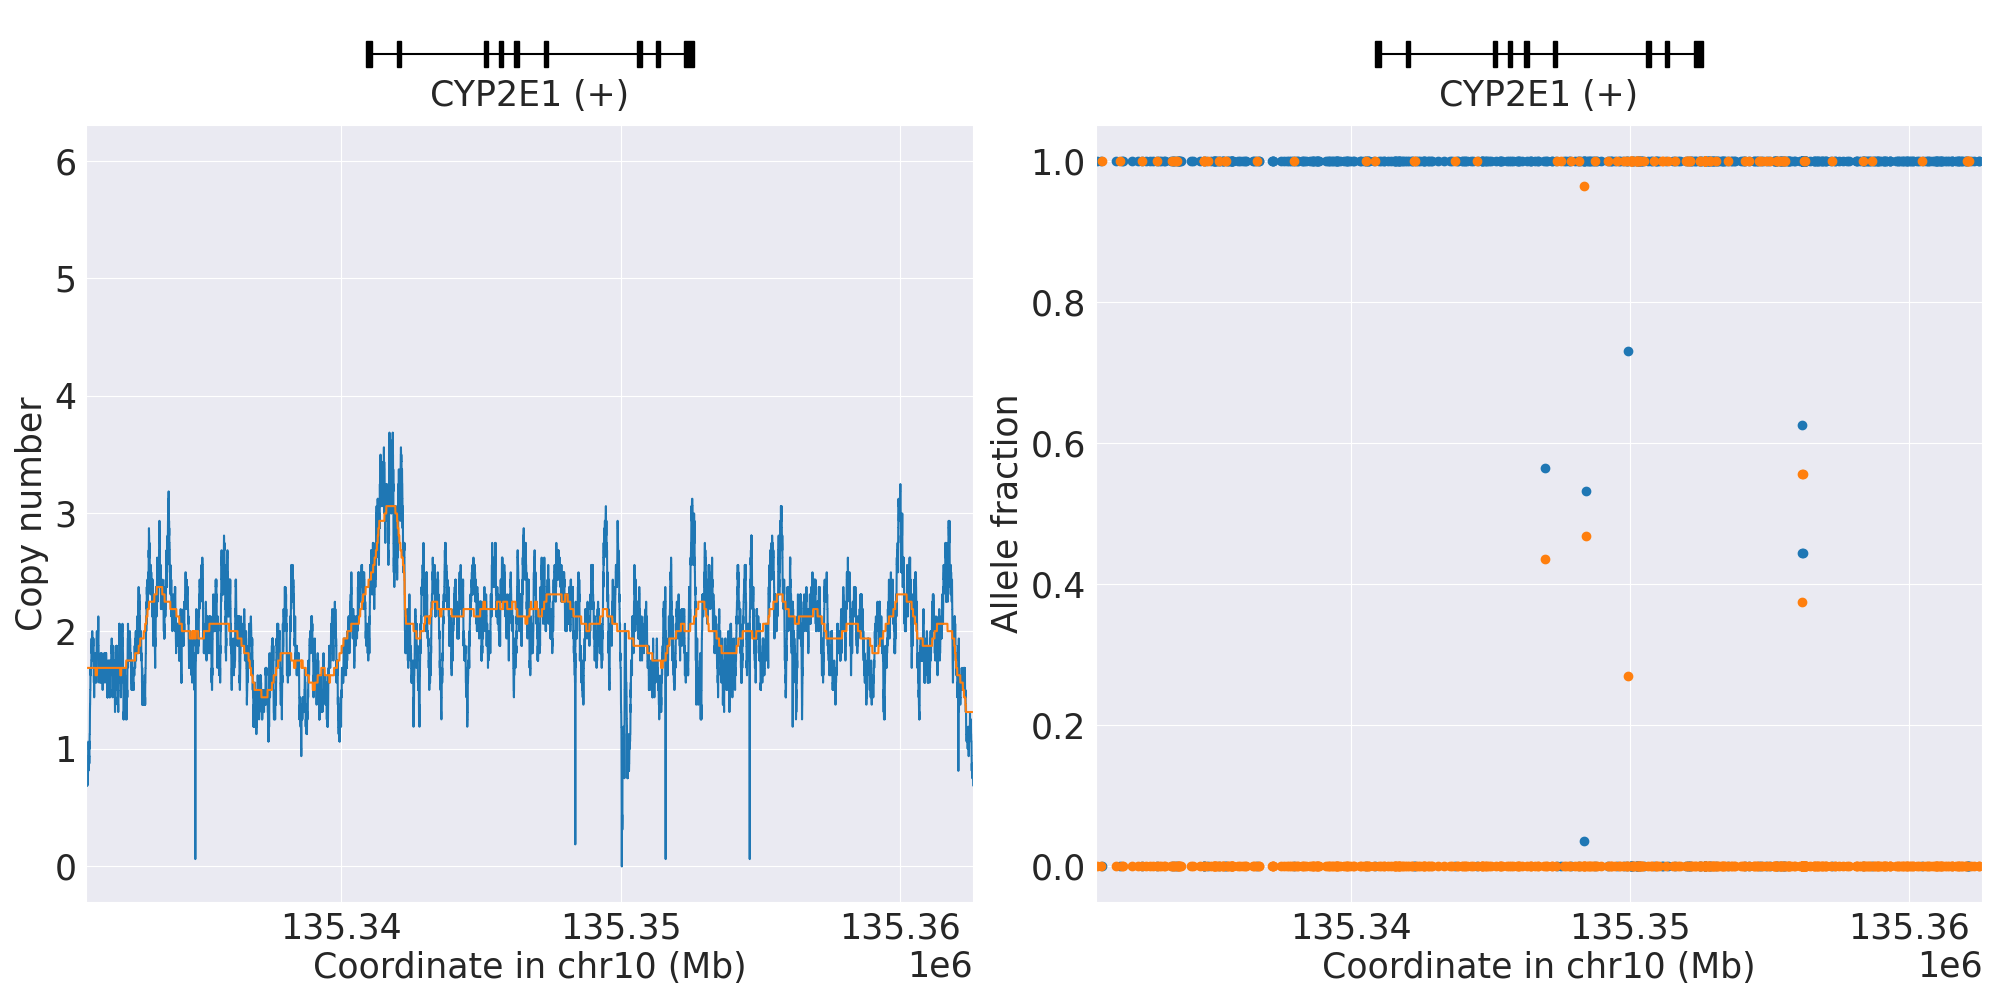 CYP2E1 (+)
6
5
4
3
2
1
0
Copy number
135.34 135.35 135.36
Coordinate in chr10 (Mb)
1e6
CYP2E1 (+)
1.0
0.8
0.6
0.4
0.2
0.0
Allele fraction
135.34 135.35 135.36
Coordinate in chr10 (Mb)
1e6